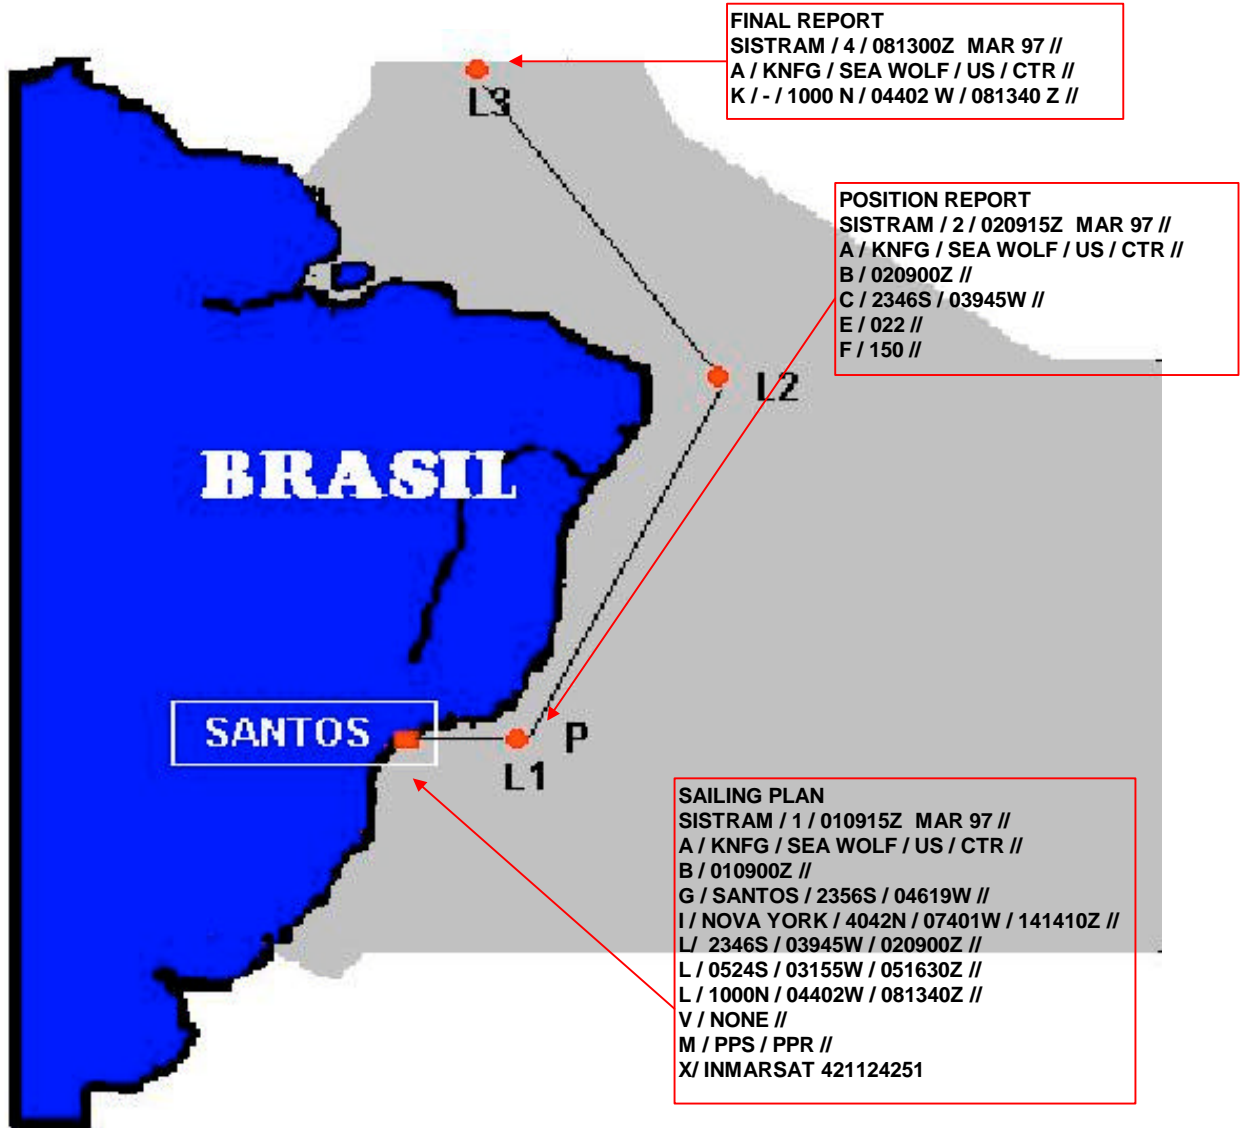 FINAL REPORT
SISTRAM / 4 / 081300Z MAR 97 //
A / KNFG / SEA WOLF / US / CTR //
K / - / 1000 N / 04402 W / 081340 Z //
L3
POSITION REPORT
SISTRAM / 2 / 020915Z MAR 97 //
A / KNFG / SEA WOLF / US / CTR //
B / 020900Z //
C / 2346S / 03945W //
E / 022 //
F / 150 //
L2
BRASIL
SANTOS
P
L1
SAILING PLAN
SISTRAM / 1 / 010915Z MAR 97 //
A / KNFG / SEA WOLF / US / CTR //
B / 010900Z //
G / SANTOS / 2356S / 04619W //
I / NOVA YORK / 4042N / 07401W / 141410Z //
L/ 2346S / 03945W / 020900Z //
L / 0524S / 03155W / 051630Z //
L / 1000N / 04402W / 081340Z //
V / NONE //
M / PPS / PPR //
X/ INMARSAT 421124251